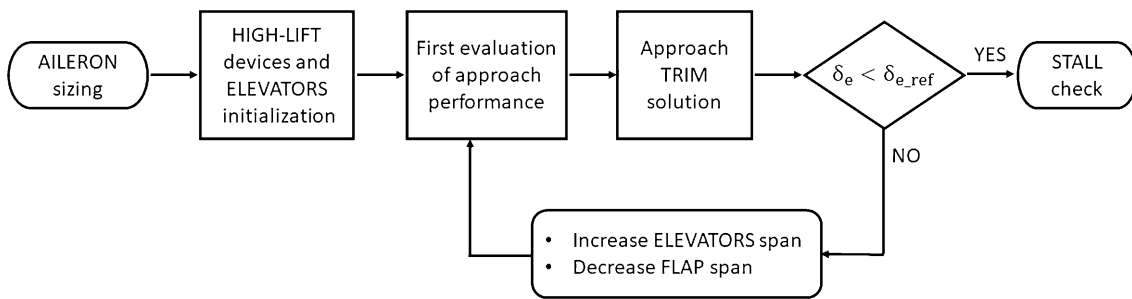 AILERON
sizing
HIGH-LIFT
devices and
ELEVATORS
initialization
First evaluation
of approach
performance
Approach
TRIM
solution
δe < δe_ref
YES
STALL
check
NO
• Increase ELEVATORS span
• Decrease FLAP span